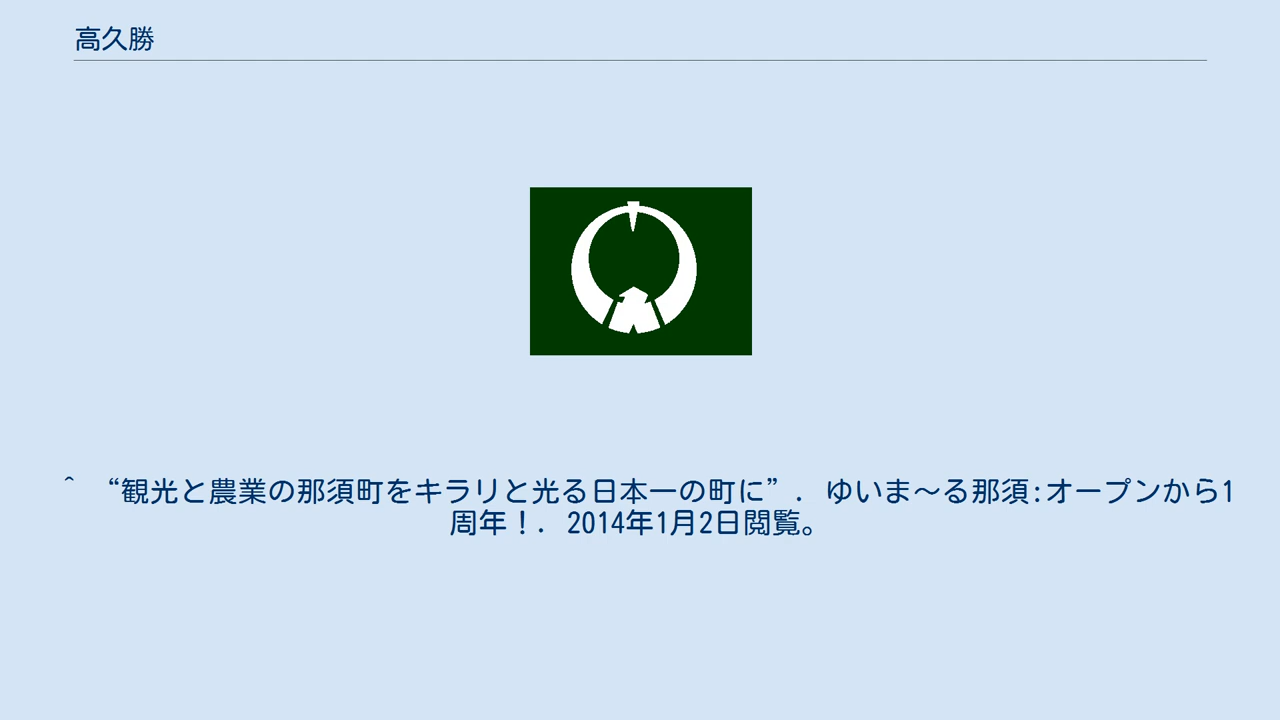 高久勝
^ “観光と農業の那須町をキラリと光る日本一の町に”. ゆいま〜る那須:オープンから1
周年！. 2014年1月2日閲覧。